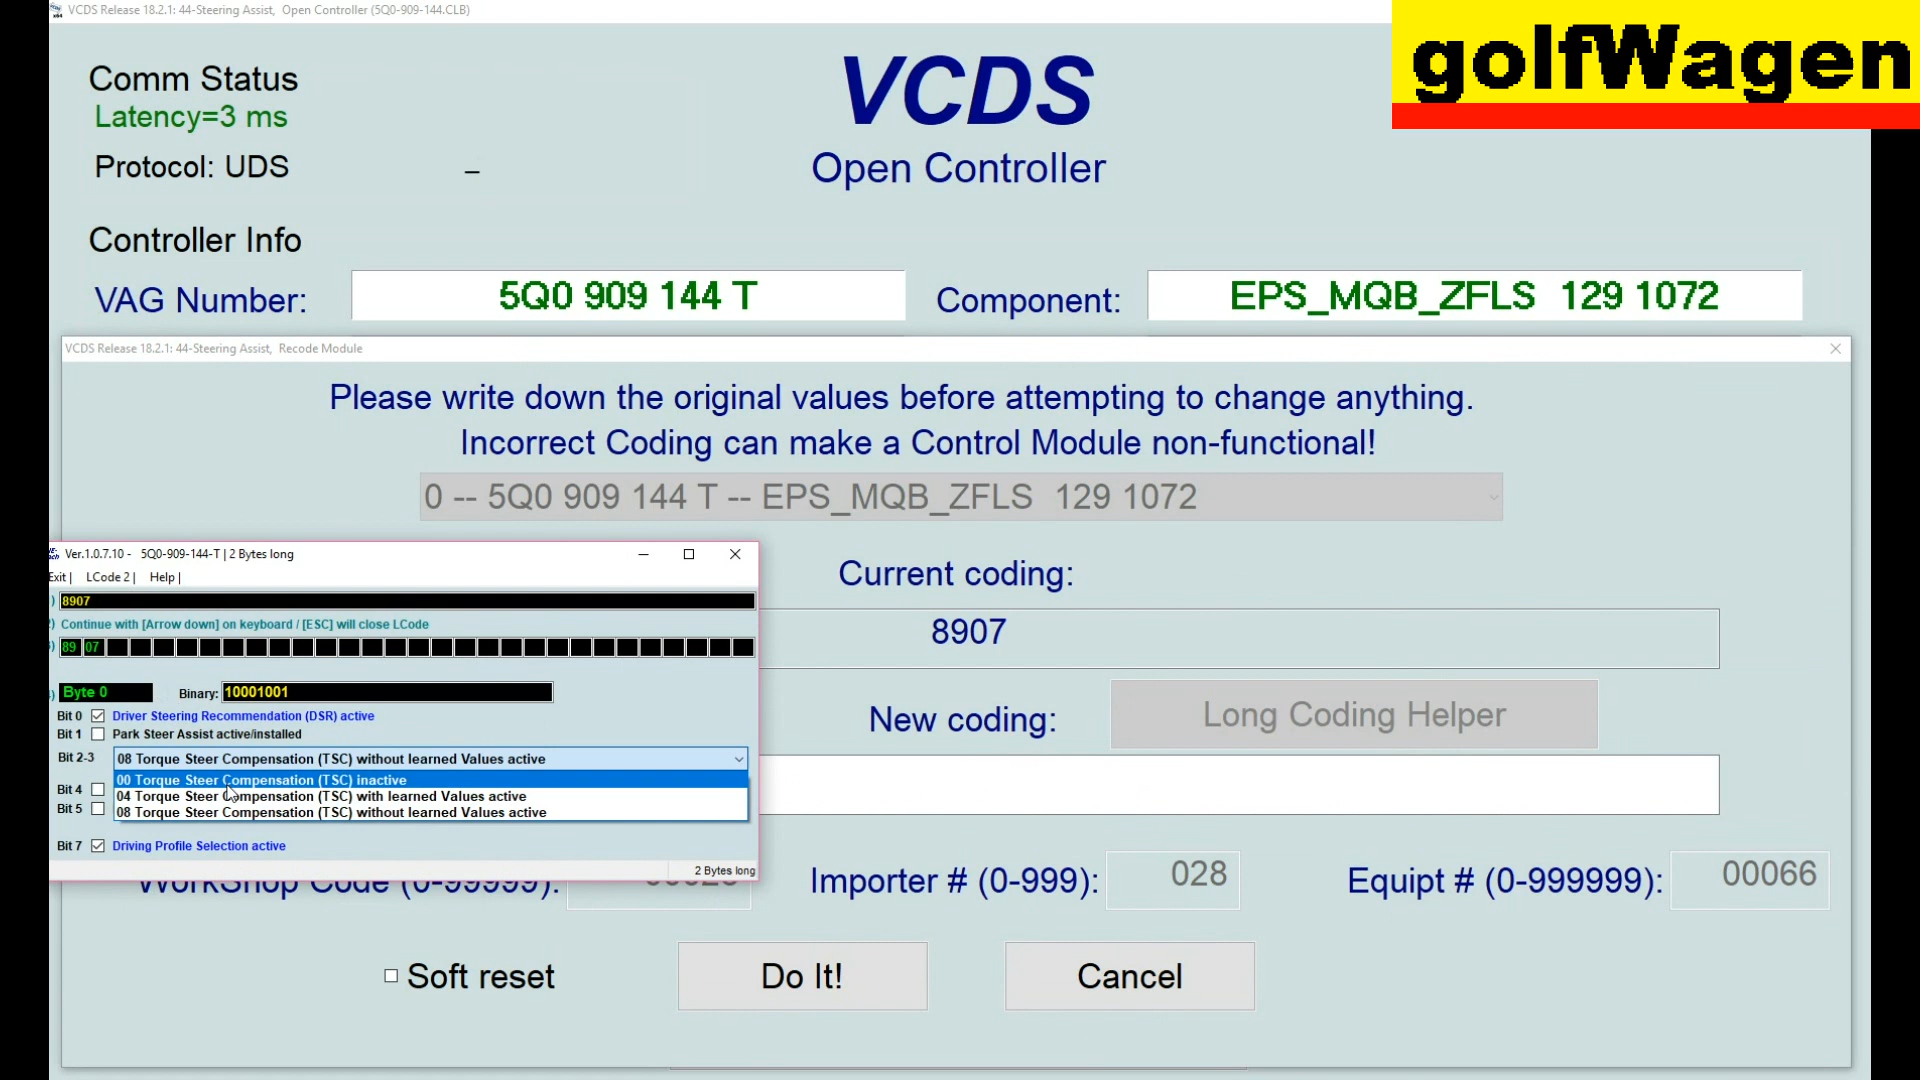 VCDS Release 18.2.1: 44-Steering Assist, Open Controller (5Q0-909-144.CLB)
golfWagen
Comm Status
Latency=3 ms
Protocol: UDS
VCDS
Open Controller
Controller Info
VAG Number:
5Q0 909 144 T
Component:
EPS_MQB_ZFLS 129 1072
VCDS Release 18.2.1: 44-Steering Assist, Recode Module
Please write down the original values before attempting to change anything.
Incorrect Coding can make a Control Module non-functional!
0 -- 5Q0 909 144 T -- EPS_MQB_ZFLS 129 1072
Ver.1.0.7.10 - 5Q0-909-144-T | 2 Bytes long
Exit | LCode 2 | Help |
8907
Continue with [Arrow down] on keyboard / [ESC] will close LCode
89 07
Byte 0 Binary: 10001001
Bit 0 Driver Steering Recommendation (DSR) active
Bit 1 Park Steer Assist active/installed
Bit 2-3 08 Torque Steer Compensation (TSC) without learned Values active
00 Torque Steer Compensation (TSC) inactive
Bit 4 04 Torque Steer Compensation (TSC) with learned Values active
Bit 5 08 Torque Steer Compensation (TSC) without learned Values active
Bit 7 Driving Profile Selection active
2 Bytes long
Current coding:
8907
New coding:
Long Coding Helper
WorkShop Code (0-99999):
Importer # (0-999):
028
Equipt # (0-999999):
00066
Soft reset
Do It!
Cancel